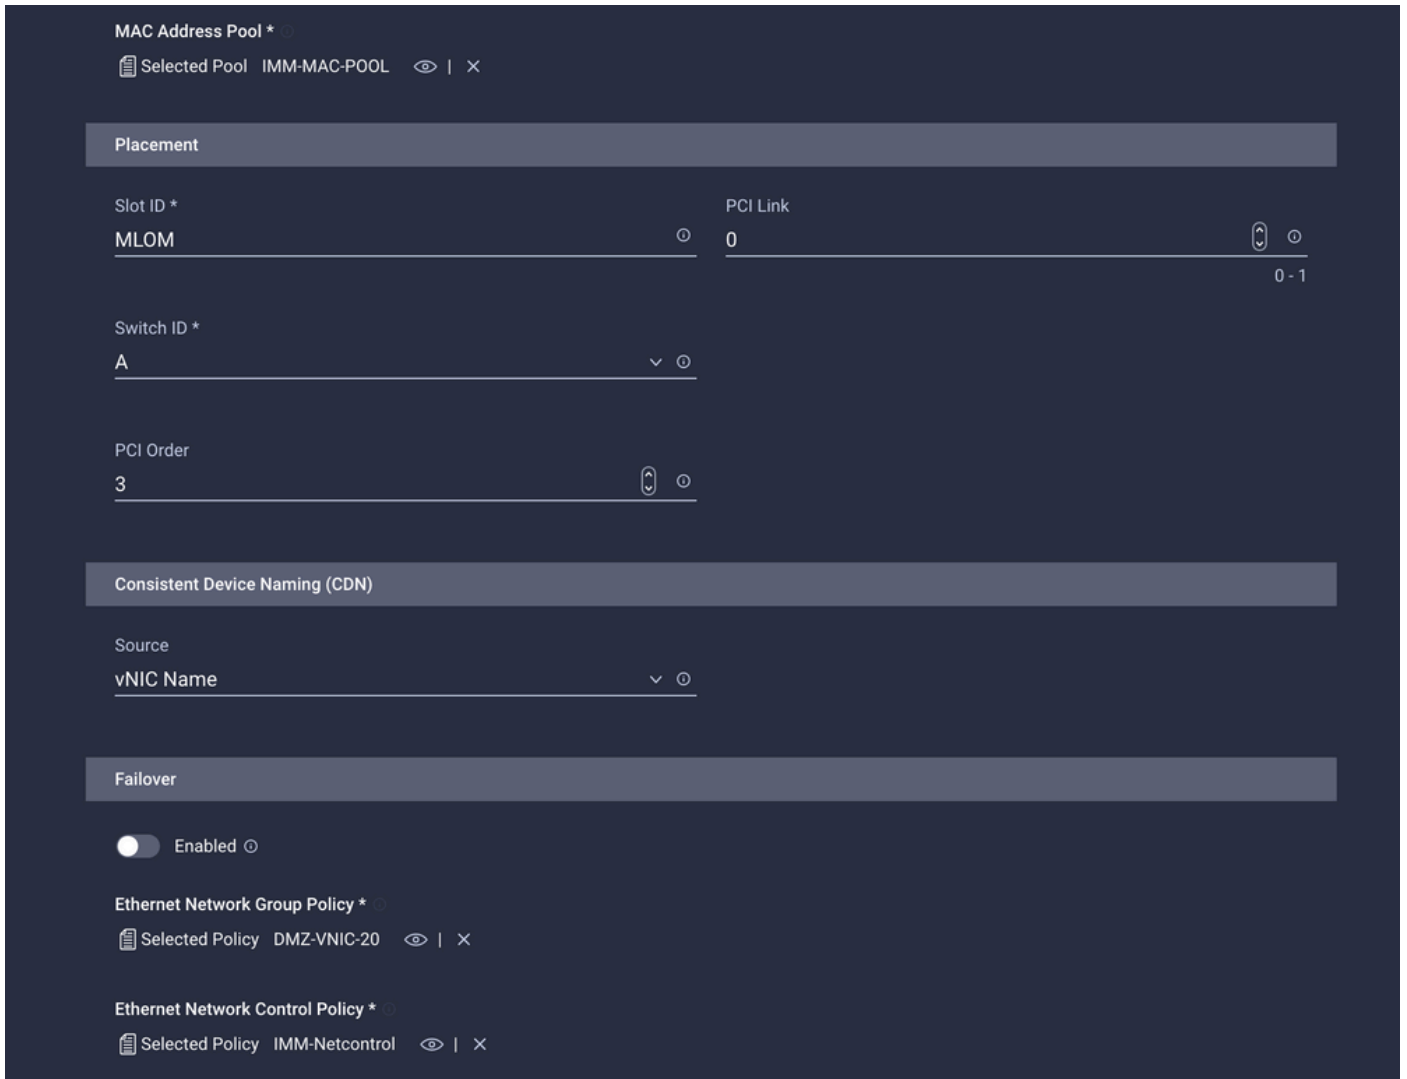 MAC Address Pool *
Selected Pool IMM-MAC-POOL |
Placement
Slot ID * PCI Link
MLOM 0
0 - 1
Switch ID *
A
PCI Order
3
Consistent Device Naming (CDN)
Source
vNIC Name
Failover
Enabled
Ethernet Network Group Policy *
Selected Policy DMZ-VNIC-20 |
Ethernet Network Control Policy *
Selected Policy IMM-Netcontrol |